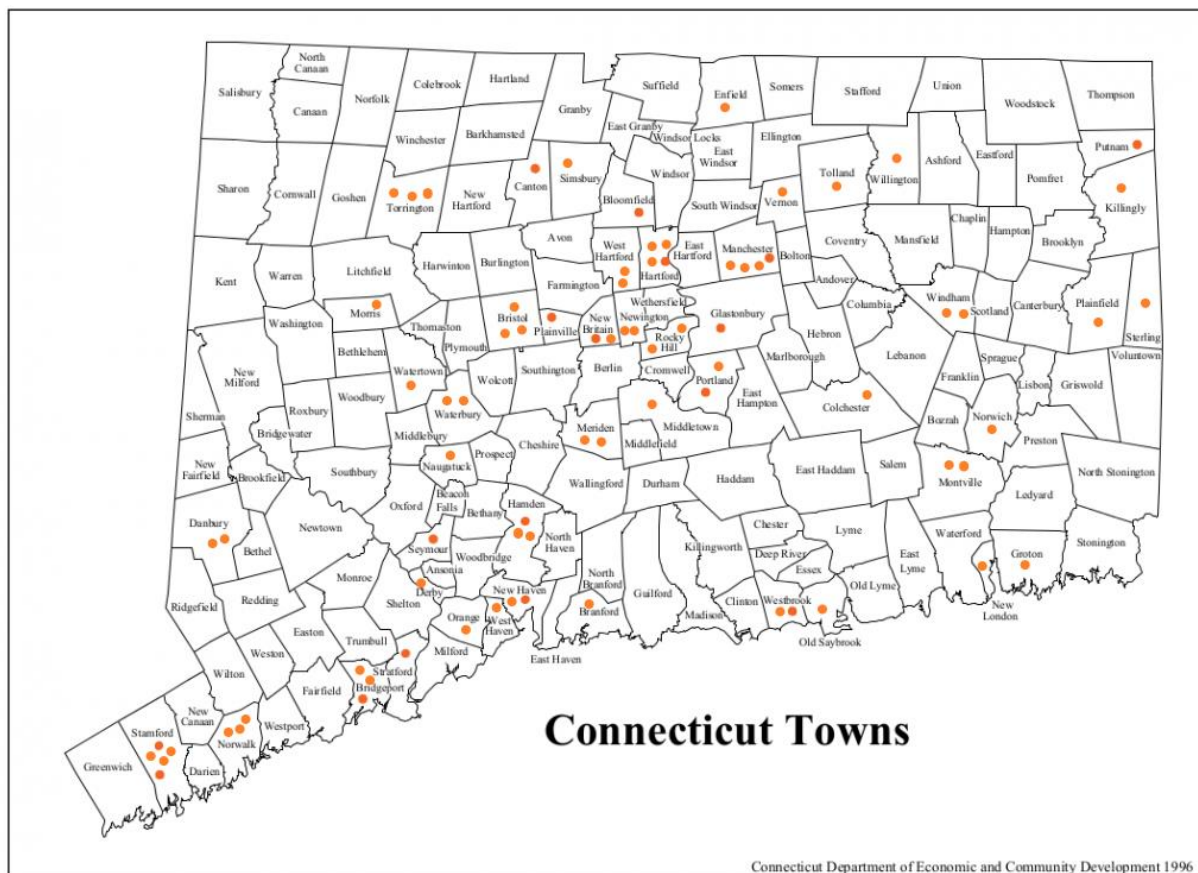 North
Canaan
Salisbury
Canaan
Norfolk
Colebrook
Hartland
Granby
Suffield
Enfield
Somers
Stafford
Union
Woodstock
Thompson
Winchester
Barkhamsted
East Granby
Windsor Locks
East
Windsor
Ellington
Willington
Ashford
Eastford
Pomfret
Putnam
Killingly
Sharon
Cornwall
Goshen
Torrington
New
Hartford
Canton
Simsbury
Bloomfield
Windsor
South Windsor
Vernon
Tolland
Mansfield
Chaplin
Hampton
Brooklyn
Kent
Warren
Litchfield
Harwinton
Burlington
Avon
Farmington
West
Hartford
Hartford
East
Hartford
Manchester
Bolton
Coventry
Andover
Columbia
Windham
Scotland
Canterbury
Plainfield
Sterling
Morris
Washington
Bethlehem
Thomaston
Plymouth
Bristol
Plainville
New
Britain
Newington
Wethersfield
Rocky
Hill
Glastonbury
Hebron
Marlborough
Lebanon
Franklin
Sprague
Lisbon
Griswold
Voluntown
New
Milford
Sherman
Roxbury
Woodbury
Watertown
Waterbury
Wolcott
Southington
Berlin
Cromwell
Portland
East
Hampton
Colchester
Bozrah
Norwich
Preston
Bridgewater
Middlebury
Cheshire
Meriden
Middlefield
Middletown
New
Fairfield
Brookfield
Southbury
Naugatuck
Prospect
Wallingford
Durham
Haddam
East Haddam
Salem
Montville
Ledyard
North Stonington
Danbury
Bethel
Newtown
Oxford
Beacon
Falls
Bethany
Hamden
North
Haven
Seymour
Woodbridge
Ansonia
Derby
Killingworth
Chester
Deep River
Essex
Lyme
East
Lyme
Waterford
Groton
Stonington
Ridgefield
Redding
Monroe
Shelton
Orange
New Haven
West
Haven
North
Branford
Branford
Guilford
Madison
Clinton
Westbrook
Old Lyme
New
London
Old Saybrook
East Haven
Weston
Easton
Trumbull
Stratford
Milford
Wilton
Fairfield
Bridgeport
New
Canaan
Norwalk
Westport
Stamford
Darien
Greenwich
Connecticut Towns
Connecticut Department of Economic and Community Development 1996